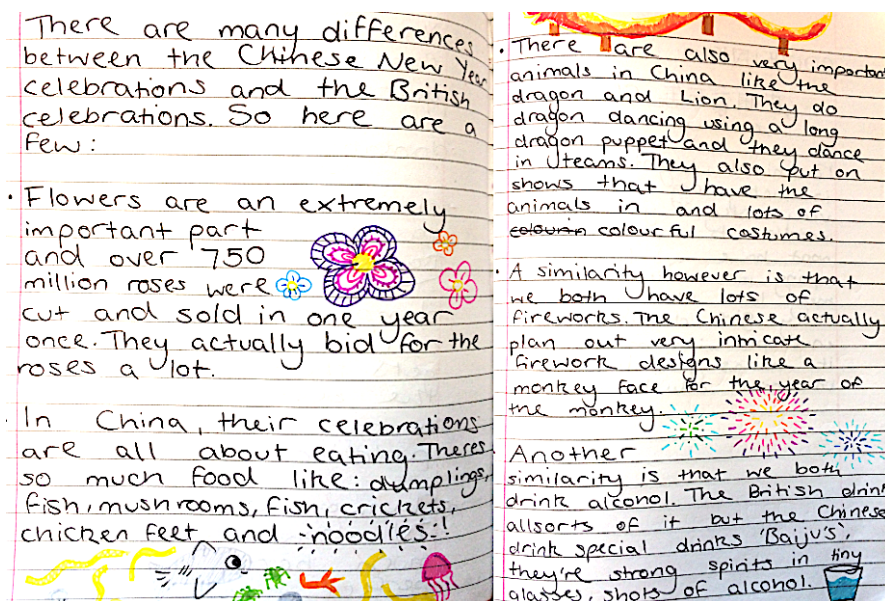 There are many differences
between the Chinese New Year
celebrations and the British
celebrations. So here are a
few:
· Flowers are an extremely
important part
and over 750
million roses were
cut and sold in one year
once. They actually bid for the
roses a lot.
· In China, their celebrations
are all about eating. Theres
so much food like: dumplings,
fish, mushrooms, fish, crickets,
chicken feet and noodles!
· There are also very important
animals in China like the
dragon and Lion. They do
dragon dancing using a long
dragon puppet and they dance
in teams. They also put on
shows that have the
animals in and lots of
colourful costumes.
· A similarity however is that
we both have lots of
fireworks. The Chinese actually
plan out very intricate
firework designs like a
monkey face for the year of
the monkey.
Another
similarity is that we both
drink alconol. The British drink
allsorts of it but the Chinese
drink special drinks 'Baiju's',
they're strong spirits in tiny
glasses, shots of alconol.